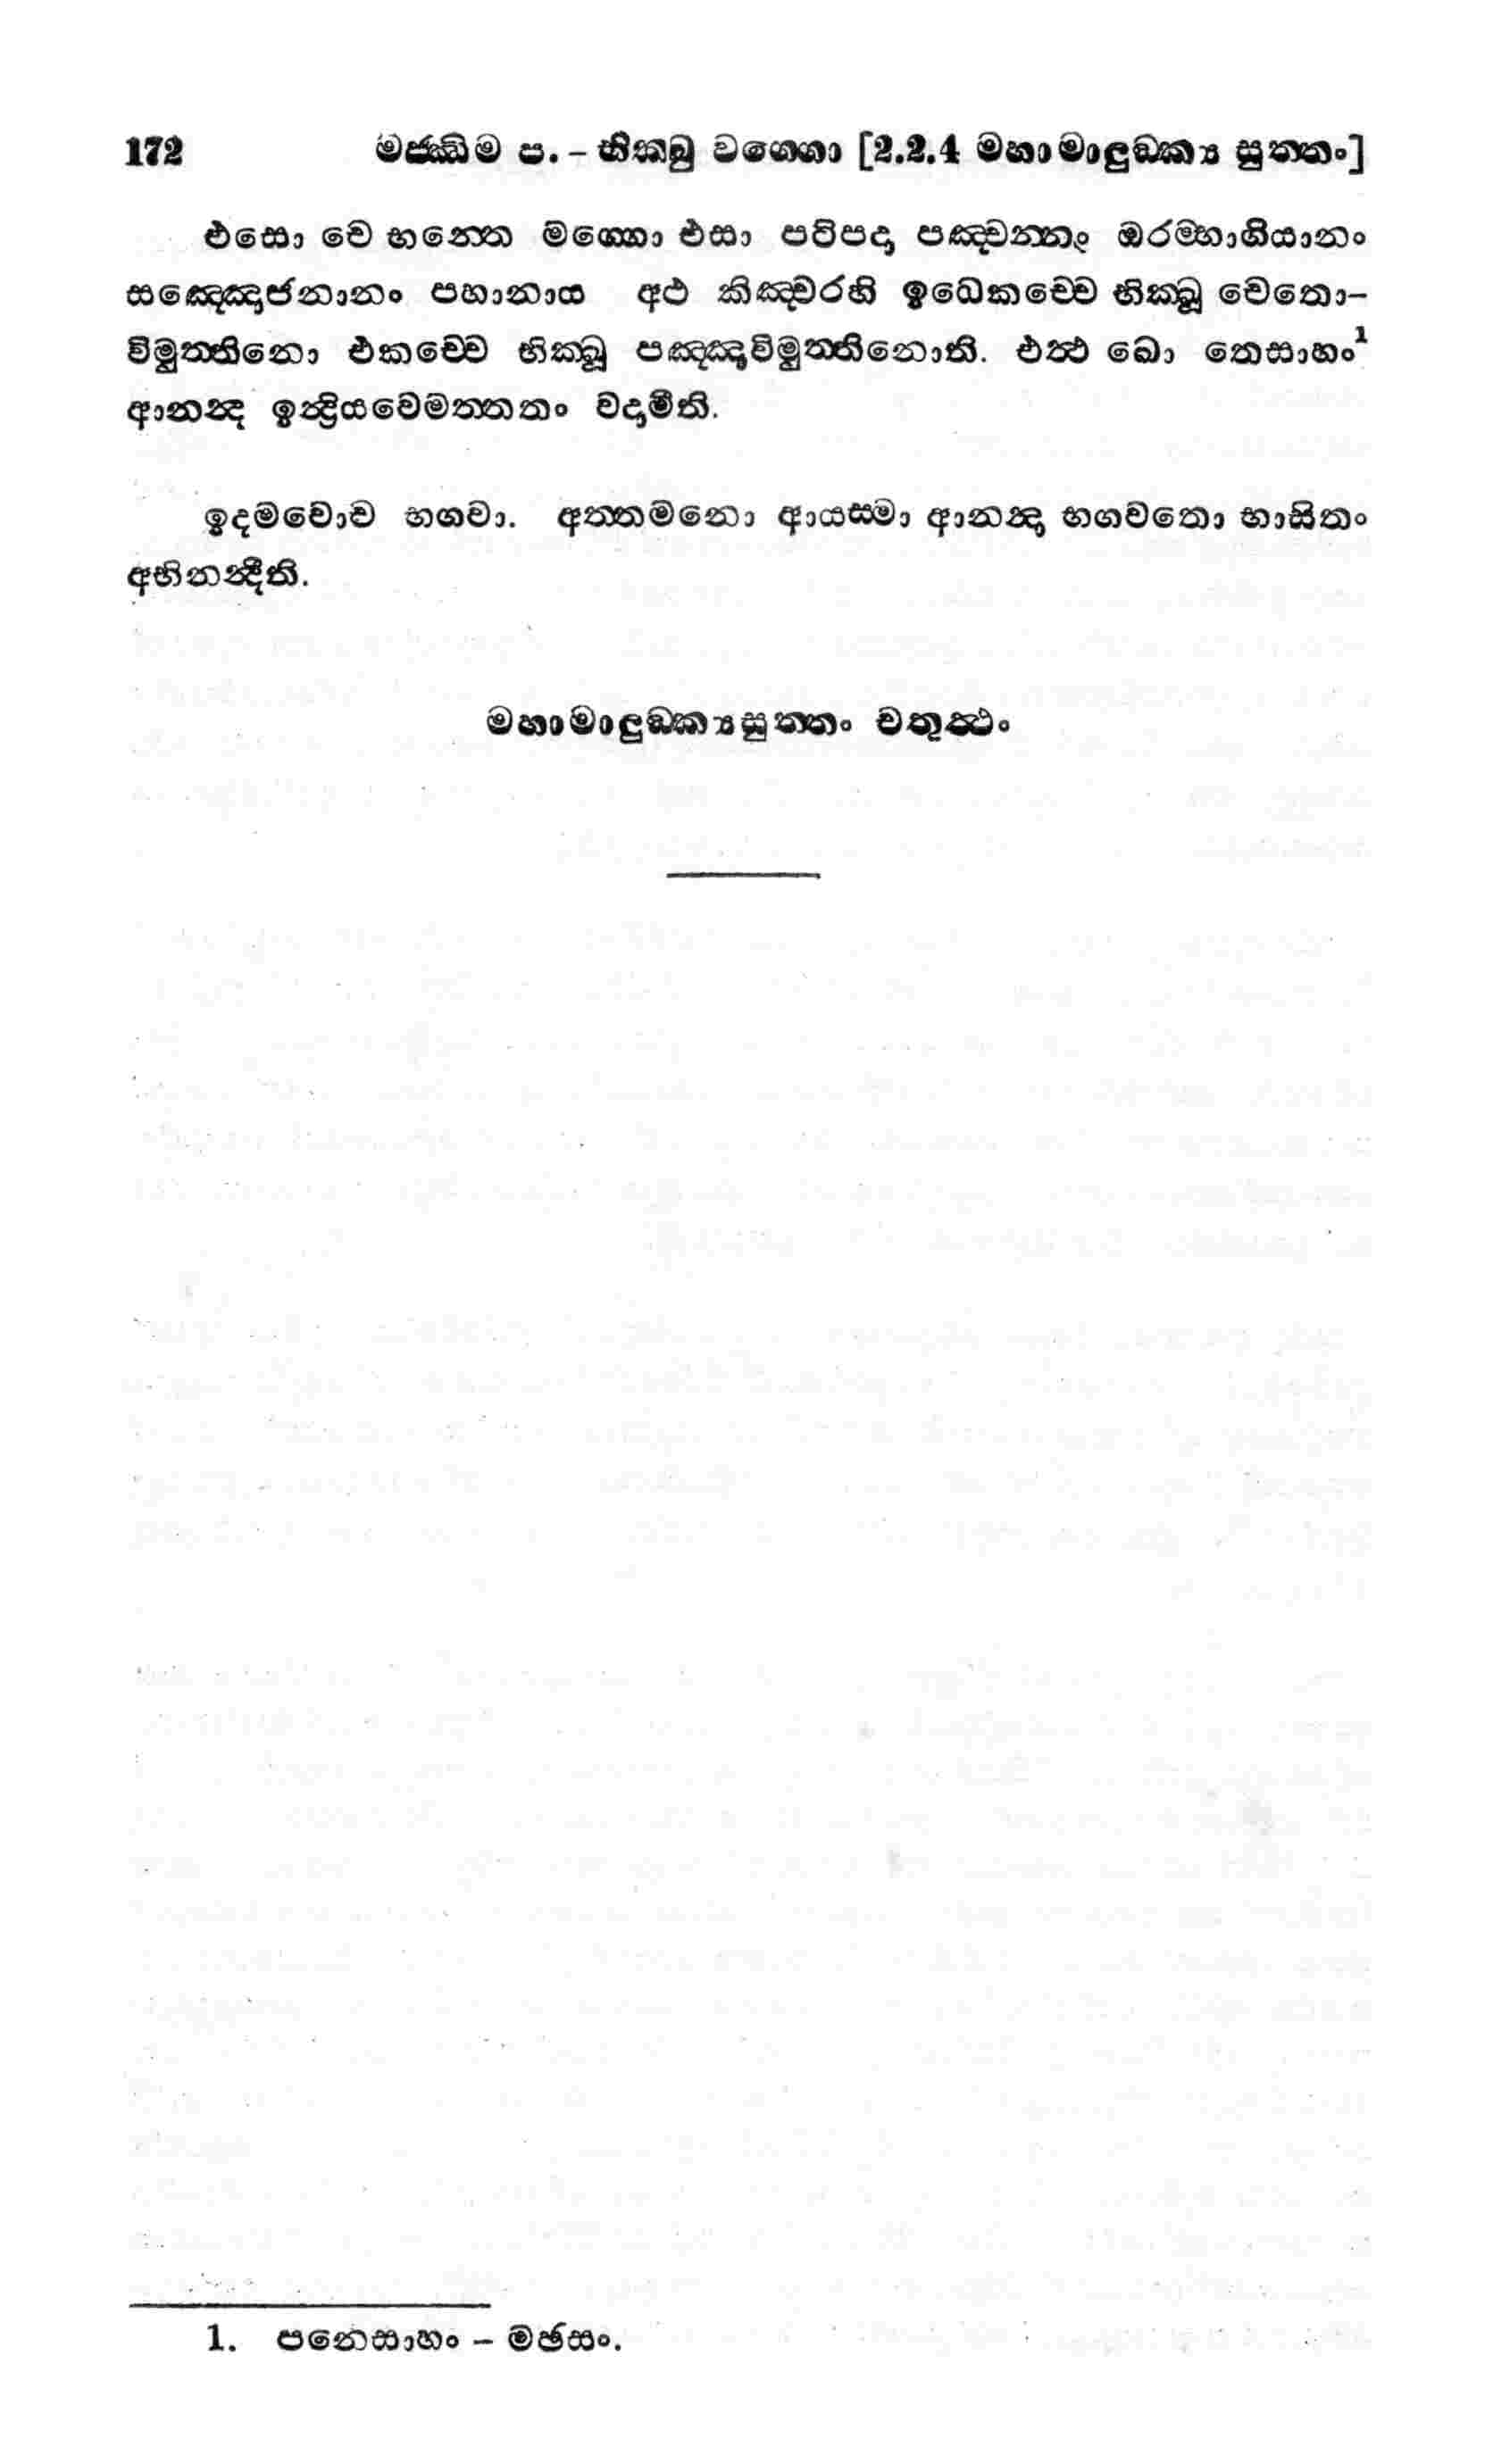 172 මජ්ඣිම ප. – භික්ඛු වග්ගො [2.2.4 මහාමාලුඞ්ක්‍ය සුත්තං]
එසො චෙ භන්තෙ මග්ගො එසා පටිපදා පඤ්චන්නං ඔරම්භාගියානං
සඤ්ඤොජනානං පහානාය අථ කිඤ්චරහි ඉධෙකච්චෙ භික්ඛූ චෙතො–
විමුත්තිනො එකච්චෙ භික්ඛූ පඤ්ඤාවිමුත්තිනොති. එත්ථ ඛො තෙසාහං¹
ආනන්ද ඉන්ද්‍රියවෙමත්තතං වදාමීති.
ඉදමවොච භගවා. අත්තමනො ආයස්මා ආනන්දො භගවතො භාසිතං
අභිනන්දීති.
මහාමාලුඞ්ක්‍යසුත්තං චතුත්ථං
1. පනෙසාහං – මඡසං.